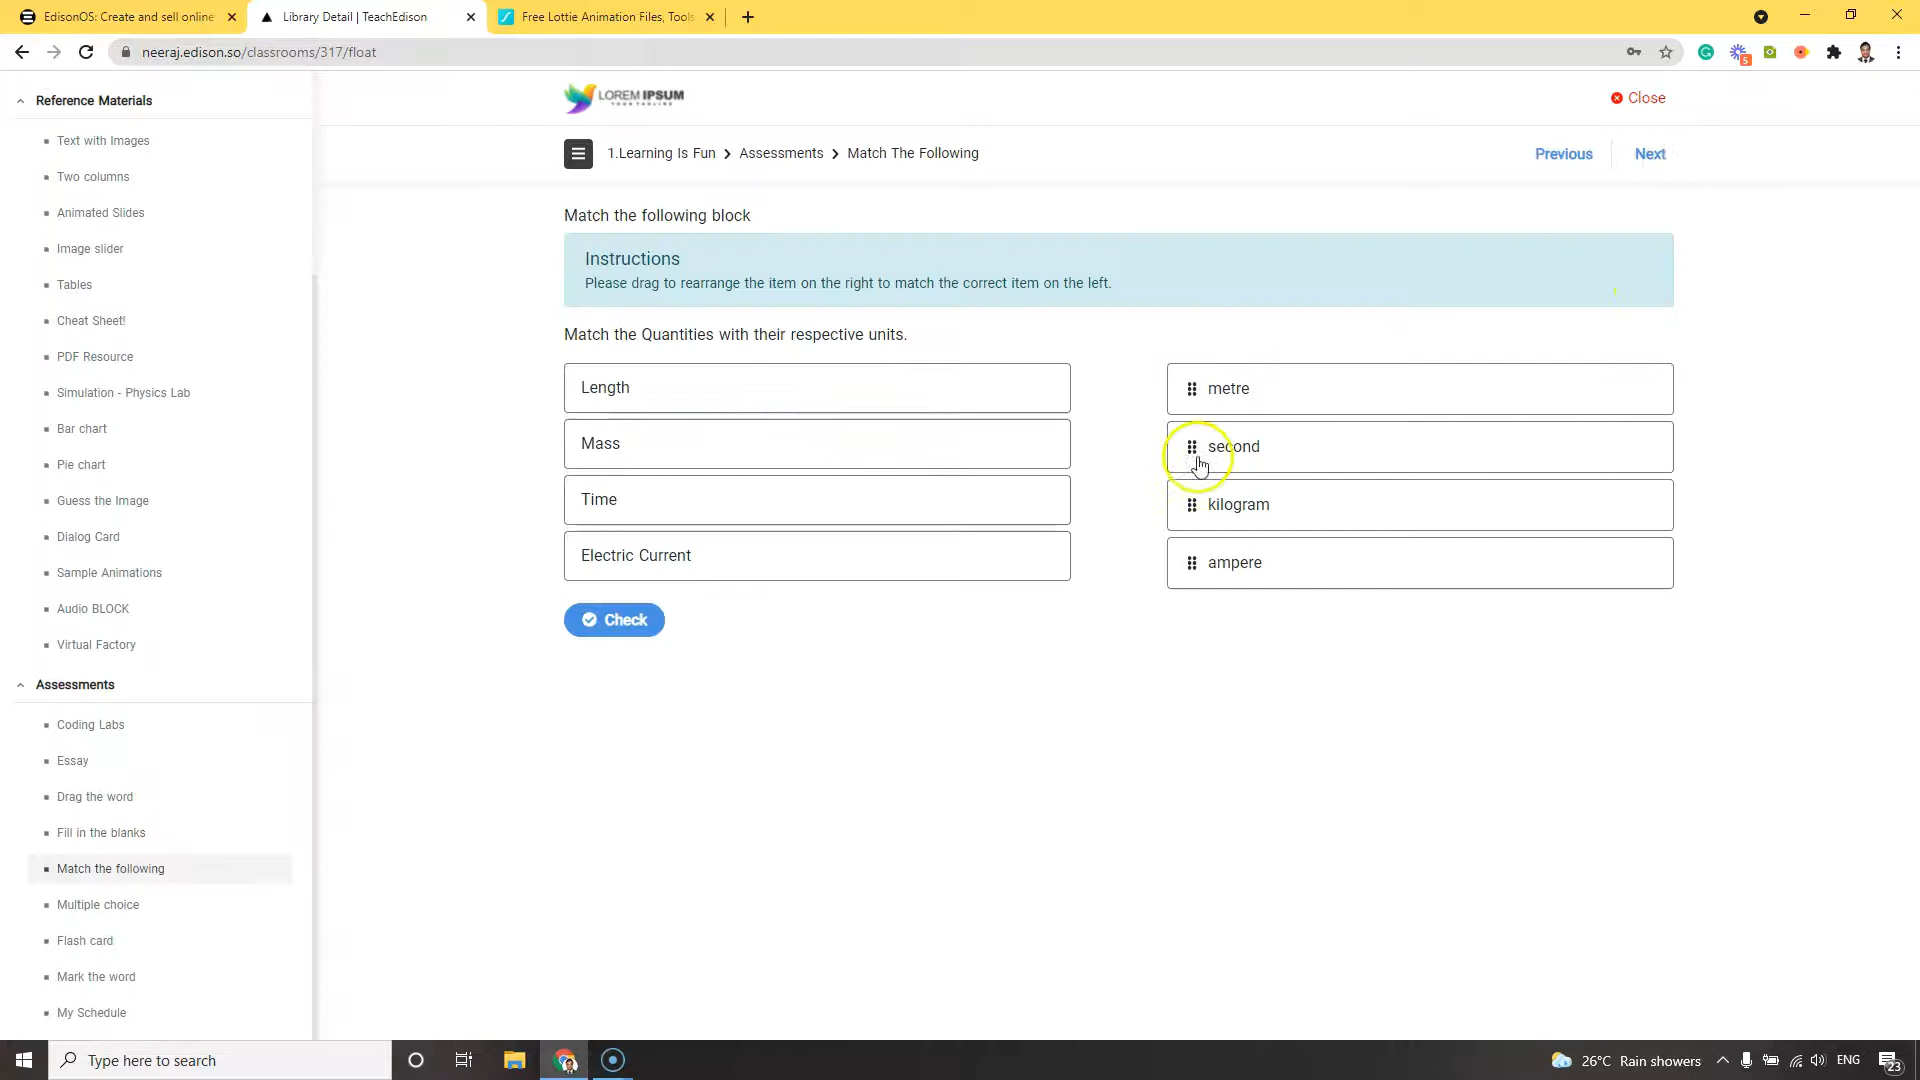 EdisonOS: Create and sell online
Library Detail | TeachEdison
Free Lottie Animation Files, Tools
neeraj.edison.so/classrooms/317/float
5
Reference Materials
Text with Images
Two columns
Animated Slides
Image slider
Tables
Cheat Sheet!
PDF Resource
Simulation - Physics Lab
Bar chart
Pie chart
Guess the Image
Dialog Card
Sample Animations
Audio BLOCK
Virtual Factory
Assessments
Coding Labs
Essay
Drag the word
Fill in the blanks
Match the following
Multiple choice
Flash card
Mark the word
My Schedule
LOREM IPSUM
YOUR TAGLINE
Close
1.Learning Is Fun
Assessments
Match The Following
Previous
Next
Match the following block
Instructions
Please drag to rearrange the item on the right to match the correct item on the left.
Match the Quantities with their respective units.
Length
metre
Mass
second
Time
kilogram
Electric Current
ampere
Check
Type here to search
26°C Rain showers
ENG
23